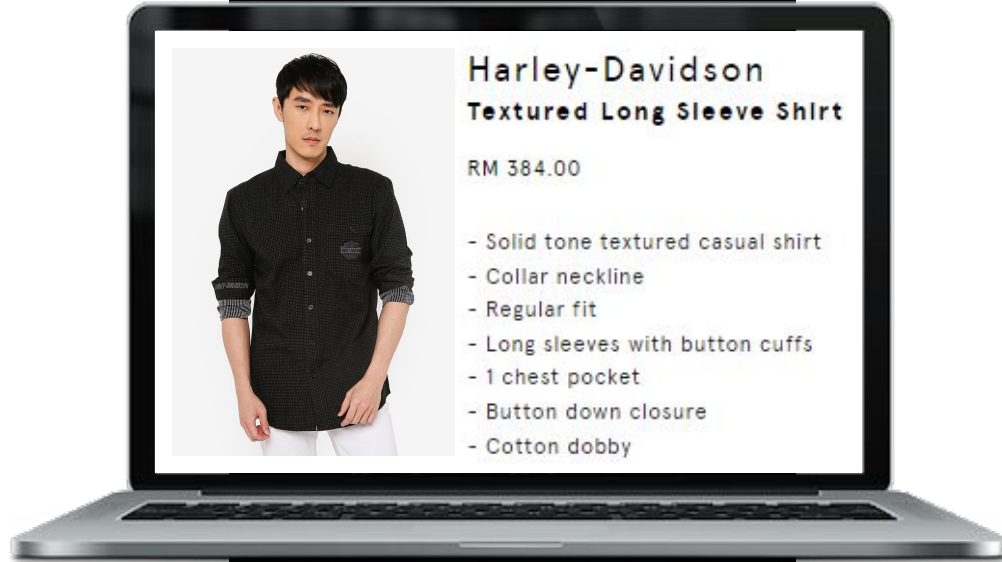 Harley-Davidson
Textured Long Sleeve Shirt
RM 384.00
- Solid tone textured casual shirt
- Collar neckline
- Regular fit
- Long sleeves with button cuffs
- 1 chest pocket
- Button down closure
- Cotton dobby